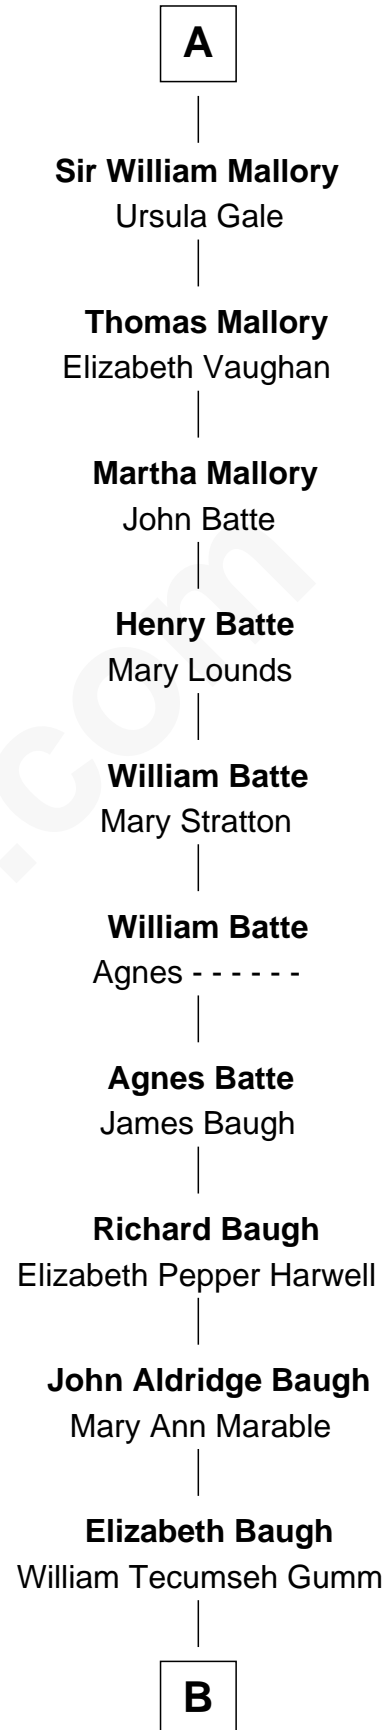 A
Sir William Mallory
Ursula Gale
Thomas Mallory
Elizabeth Vaughan
Martha Mallory
John Batte
Henry Batte
Mary Lounds
William Batte
Mary Stratton
William Batte
Agnes - - - - - -
Agnes Batte
James Baugh
Richard Baugh
Elizabeth Pepper Harwell
John Aldridge Baugh
Mary Ann Marable
Elizabeth Baugh
William Tecumseh Gumm
B
.com